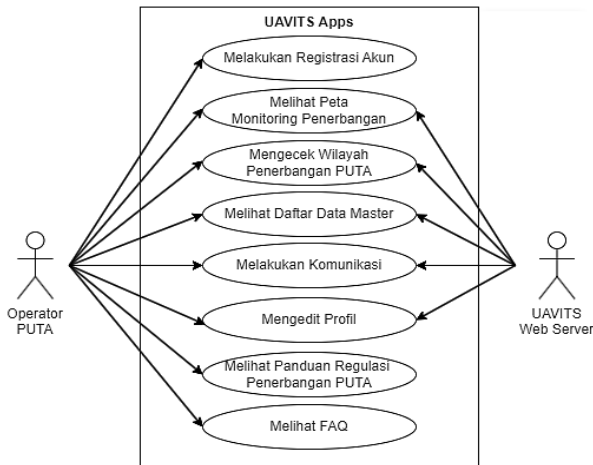 UAVITS Apps
Melakukan Registrasi Akun
Melihat Peta
Monitoring Penerbangan
Mengecek Wilayah
Penerbangan PUTA
Melihat Daftar Data Master
Melakukan Komunikasi
Mengedit Profil
Melihat Panduan Regulasi
Penerbangan PUTA
Melihat FAQ
Operator
PUTA
UAVITS
Web Server